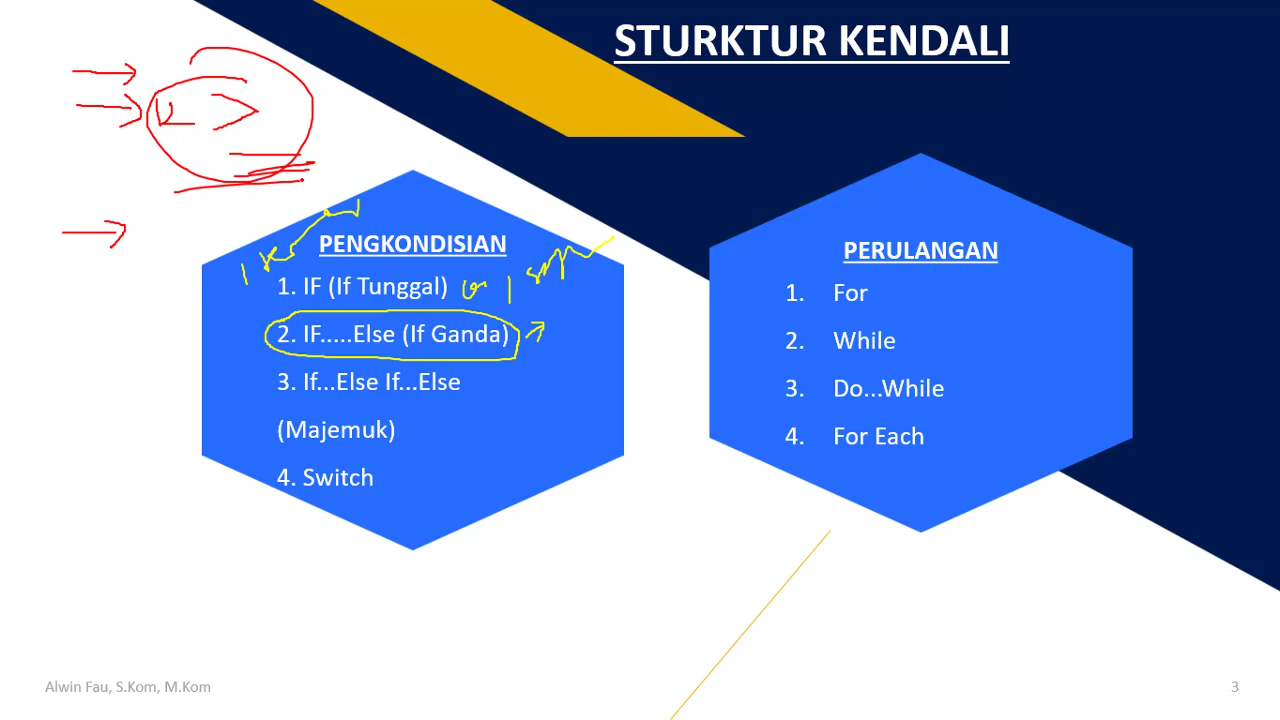 STURKTUR KENDALI
PENGKONDISIAN
1. IF (If Tunggal)
2. IF.....Else (If Ganda)
3. If...Else If...Else
(Majemuk)
4. Switch
PERULANGAN
1. For
2. While
3. Do...While
4. For Each
Alwin Fau, S.Kom, M.Kom
3